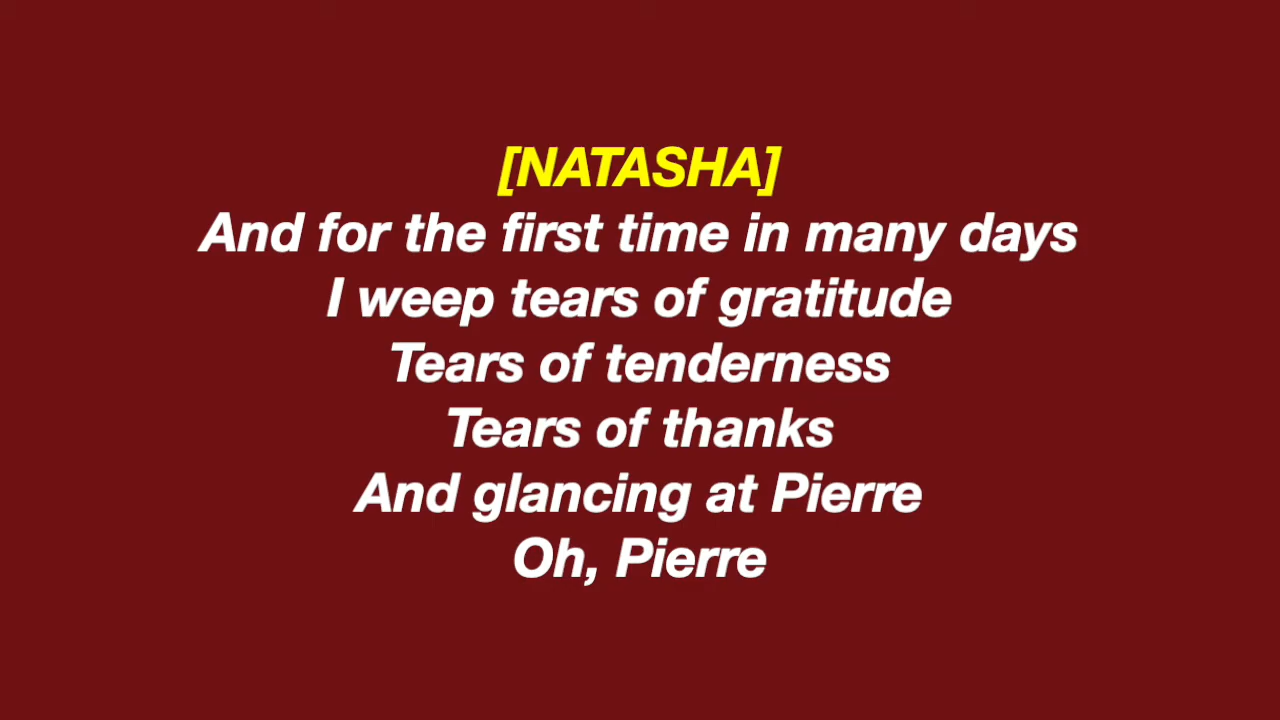 [NATASHA]
And for the first time in many days
I weep tears of gratitude
Tears of tenderness
Tears of thanks
And glancing at Pierre
Oh, Pierre